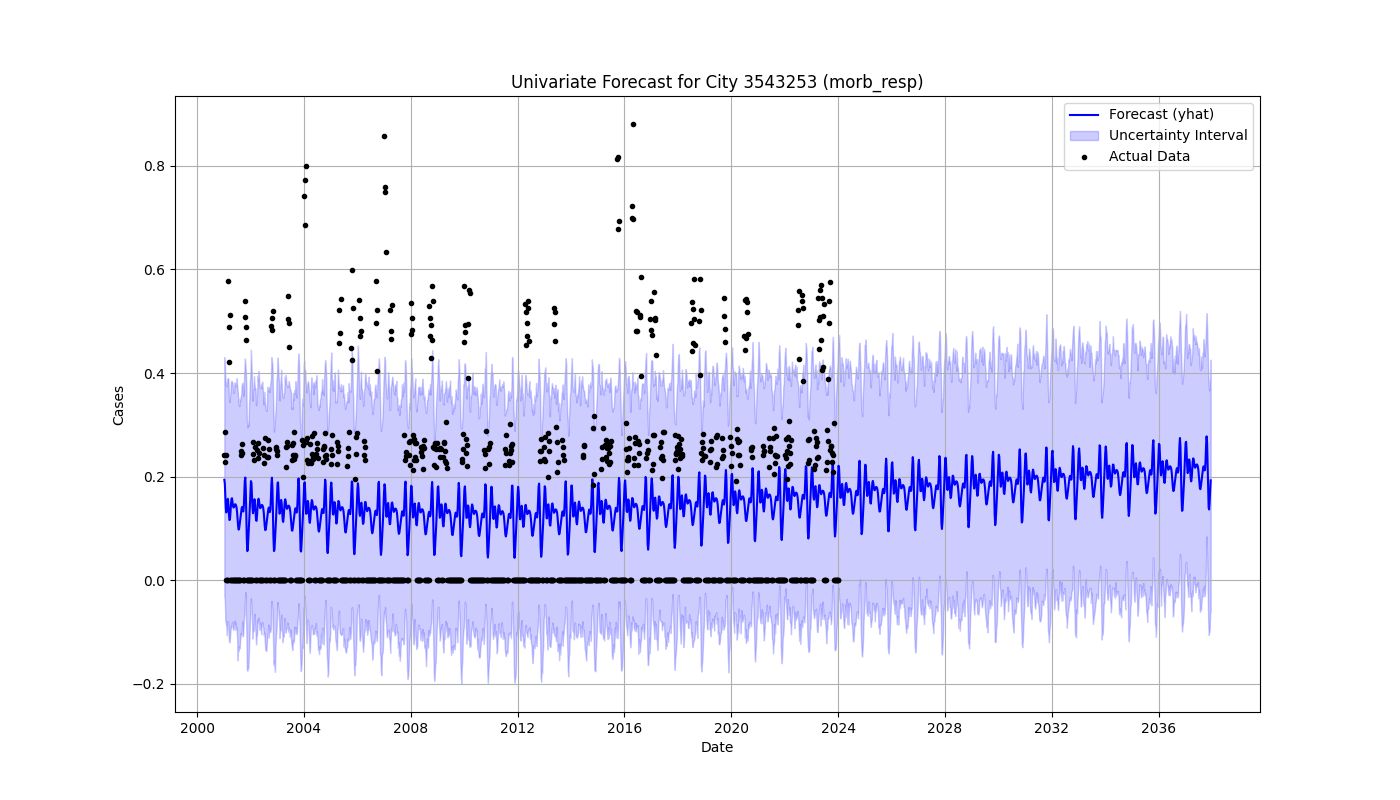 Univariate Forecast for City 3543253 (morb_resp)
Forecast (yhat)
Uncertainty Interval
Actual Data
Cases
0.8
0.6
0.4
0.2
0.0
−0.2
2000 2004 2008 2012 2016 2020 2024 2028 2032 2036
Date